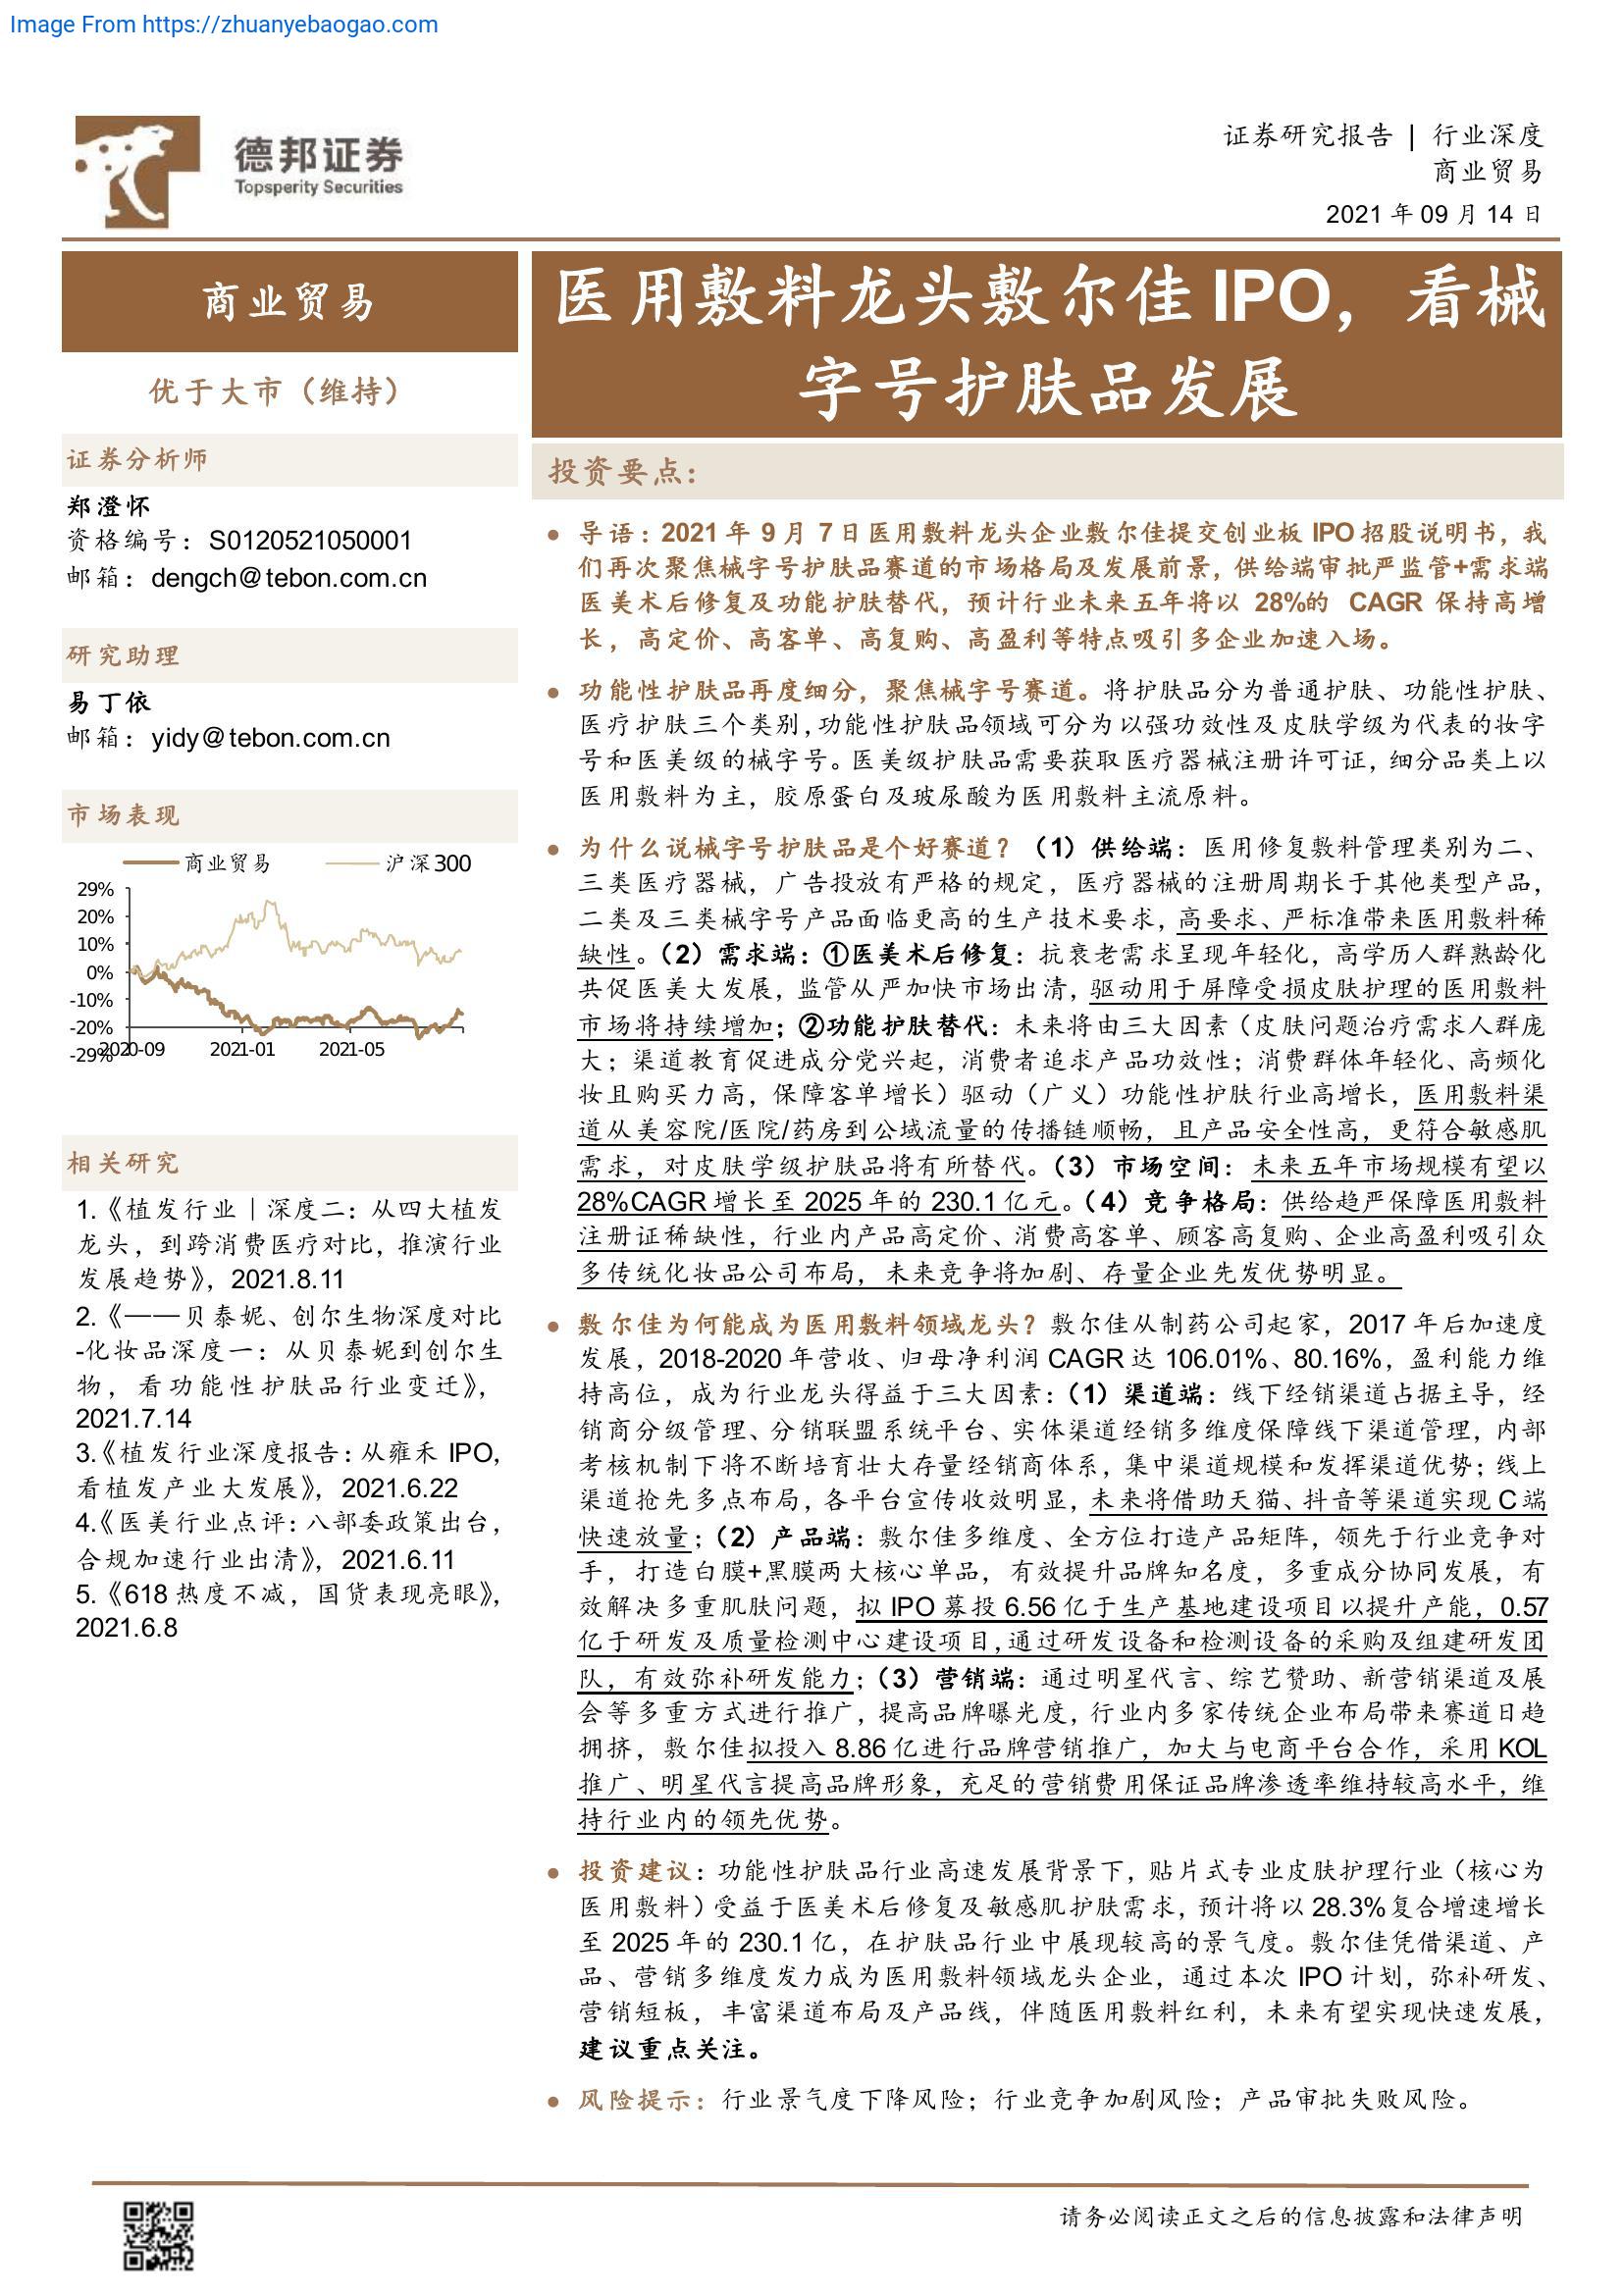 Image From https://zhuanyebaogao.com
德邦证券
Topsperity Securities
证券研究报告 | 行业深度
商业贸易
2021 年 09 月 14 日
商业贸易
优于大市（维持）
证券分析师
郑澄怀
资格编号：S0120521050001
邮箱：dengch@tebon.com.cn
研究助理
易丁依
邮箱：yidy@tebon.com.cn
市场表现
商业贸易 沪深300
29%
20%
10%
0%
-10%
-20%
-29%
2020-09 2021-01 2021-05
相关研究
1.《植发行业｜深度二：从四大植发
龙头，到跨消费医疗对比，推演行业
发展趋势》，2021.8.11
2.《——贝泰妮、创尔生物深度对比
-化妆品深度一：从贝泰妮到创尔生
物，看功能性护肤品行业变迁》，
2021.7.14
3.《植发行业深度报告：从雍禾 IPO，
看植发产业大发展》，2021.6.22
4.《医美行业点评：八部委政策出台，
合规加速行业出清》，2021.6.11
5.《618 热度不减，国货表现亮眼》，
2021.6.8
医用敷料龙头敷尔佳 IPO，看械
字号护肤品发展
投资要点：
● 导语：2021 年 9 月 7 日医用敷料龙头企业敷尔佳提交创业板 IPO 招股说明书，我
们再次聚焦械字号护肤品赛道的市场格局及发展前景，供给端审批严监管+需求端
医美术后修复及功能护肤替代，预计行业未来五年将以 28%的 CAGR 保持高增
长，高定价、高客单、高复购、高盈利等特点吸引多企业加速入场。
● 功能性护肤品再度细分，聚焦械字号赛道。将护肤品分为普通护肤、功能性护肤、
医疗护肤三个类别，功能性护肤品领域可分为以强功效性及皮肤学级为代表的妆字
号和医美级的械字号。医美级护肤品需要获取医疗器械注册许可证，细分品类上以
医用敷料为主，胶原蛋白及玻尿酸为医用敷料主流原料。
● 为什么说械字号护肤品是个好赛道？（1）供给端：医用修复敷料管理类别为二、
三类医疗器械，广告投放有严格的规定，医疗器械的注册周期长于其他类型产品，
二类及三类械字号产品面临更高的生产技术要求，高要求、严标准带来医用敷料稀
缺性。（2）需求端：①医美术后修复：抗衰老需求呈现年轻化，高学历人群熟龄化
共促医美大发展，监管从严加快市场出清，驱动用于屏障受损皮肤护理的医用敷料
市场将持续增加；②功能护肤替代：未来将由三大因素（皮肤问题治疗需求人群庞
大；渠道教育促进成分党兴起，消费者追求产品功效性；消费群体年轻化、高频化
妆且购买力高，保障客单增长）驱动（广义）功能性护肤行业高增长，医用敷料渠
道从美容院/医院/药房到公域流量的传播链顺畅，且产品安全性高，更符合敏感肌
需求，对皮肤学级护肤品将有所替代。（3）市场空间：未来五年市场规模有望以
28%CAGR 增长至 2025 年的 230.1 亿元。（4）竞争格局：供给趋严保障医用敷料
注册证稀缺性，行业内产品高定价、消费高客单、顾客高复购、企业高盈利吸引众
多传统化妆品公司布局，未来竞争将加剧、存量企业先发优势明显。
● 敷尔佳为何能成为医用敷料领域龙头？敷尔佳从制药公司起家，2017 年后加速度
发展，2018-2020 年营收、归母净利润 CAGR 达 106.01%、80.16%，盈利能力维
持高位，成为行业龙头得益于三大因素：（1）渠道端：线下经销渠道占据主导，经
销商分级管理、分销联盟系统平台、实体渠道经销多维度保障线下渠道管理，内部
考核机制下将不断培育壮大存量经销商体系，集中渠道规模和发挥渠道优势；线上
渠道抢先多点布局，各平台宣传收效明显，未来将借助天猫、抖音等渠道实现 C 端
快速放量；（2）产品端：敷尔佳多维度、全方位打造产品矩阵，领先于行业竞争对
手，打造白膜+黑膜两大核心单品，有效提升品牌知名度，多重成分协同发展，有
效解决多重肌肤问题，拟 IPO 募投 6.56 亿于生产基地建设项目以提升产能，0.57
亿于研发及质量检测中心建设项目，通过研发设备和检测设备的采购及组建研发团
队，有效弥补研发能力；（3）营销端：通过明星代言、综艺赞助、新营销渠道及展
会等多重方式进行推广，提高品牌曝光度，行业内多家传统企业布局带来赛道日趋
拥挤，敷尔佳拟投入 8.86 亿进行品牌营销推广，加大与电商平台合作，采用 KOL
推广、明星代言提高品牌形象，充足的营销费用保证品牌渗透率维持较高水平，维
持行业内的领先优势。
● 投资建议：功能性护肤品行业高速发展背景下，贴片式专业皮肤护理行业（核心为
医用敷料）受益于医美术后修复及敏感肌护肤需求，预计将以 28.3%复合增速增长
至 2025 年的 230.1 亿，在护肤品行业中展现较高的景气度。敷尔佳凭借渠道、产
品、营销多维度发力成为医用敷料领域龙头企业，通过本次 IPO 计划，弥补研发、
营销短板，丰富渠道布局及产品线，伴随医用敷料红利，未来有望实现快速发展，
建议重点关注。
● 风险提示：行业景气度下降风险；行业竞争加剧风险；产品审批失败风险。
请务必阅读正文之后的信息披露和法律声明